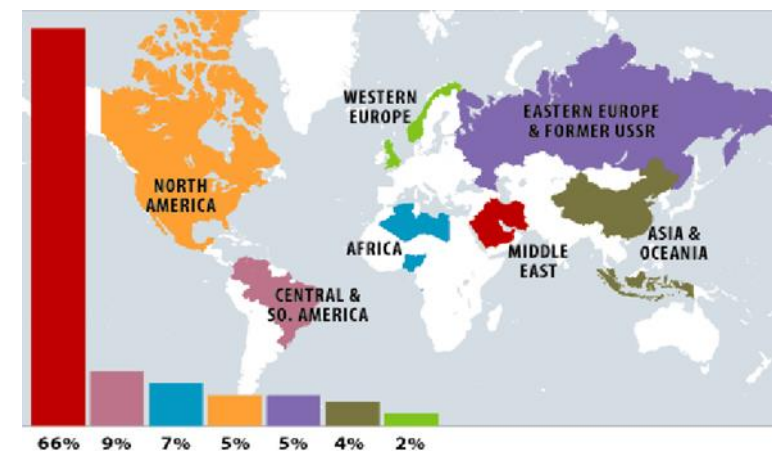 WESTERN
EUROPE
EASTERN EUROPE
& FORMER USSR
NORTH
AMERICA
AFRICA
MIDDLE
EAST
ASIA &
OCEANIA
CENTRAL &
SO. AMERICA
66% 9% 7% 5% 5% 4% 2%